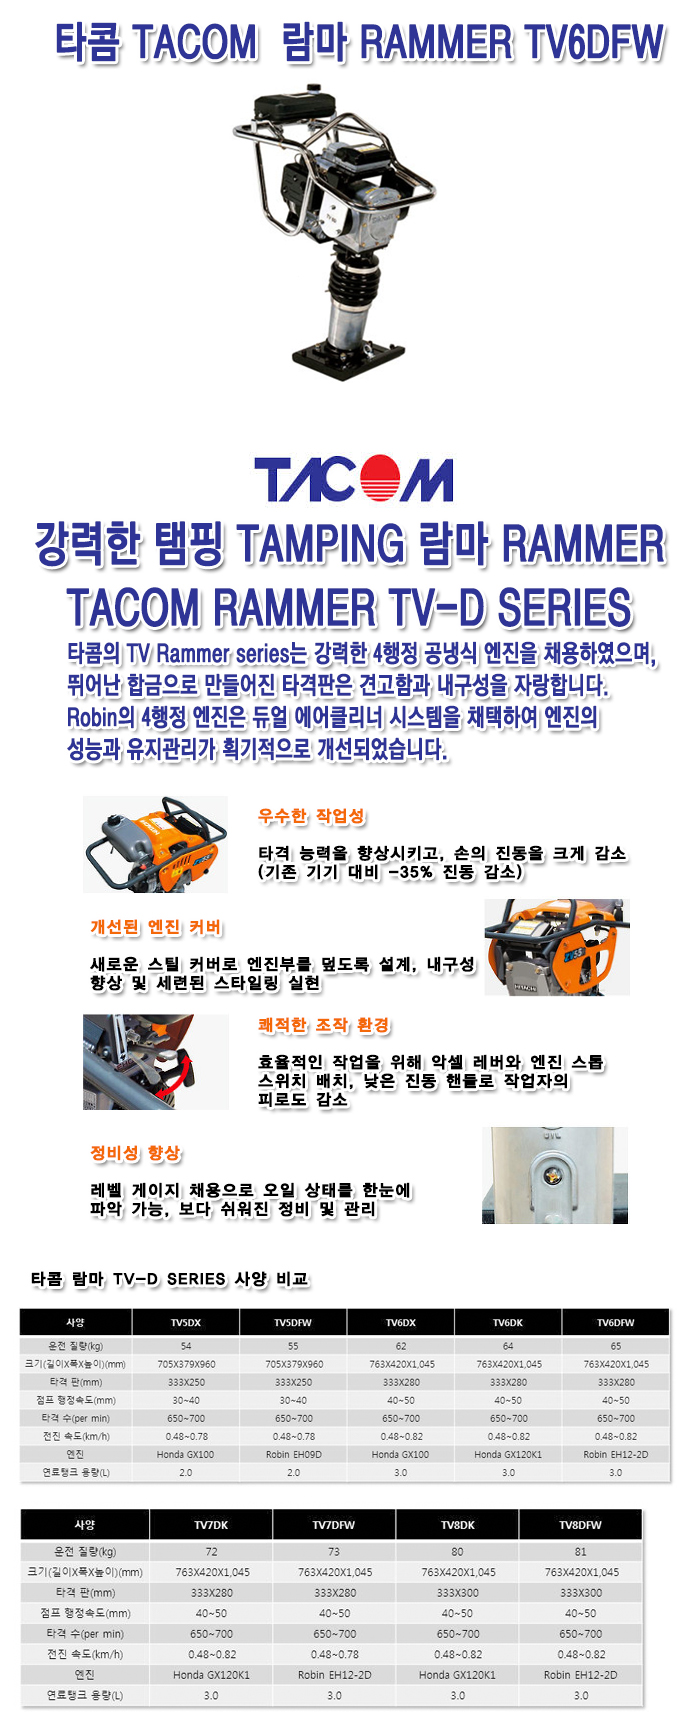 타콤 TACOM 람마 RAMMER TV6DFW
TACOM
강력한 탬핑 TAMPING 람마 RAMMER
TACOM RAMMER TV-D SERIES
타콤의 TV Rammer series는 강력한 4행정 공냉식 엔진을 채용하였으며,
뛰어난 합금으로 만들어진 타격판은 견고함과 내구성을 자랑합니다.
Robin의 4행정 엔진은 듀얼 에어클리너 시스템을 채택하여 엔진의
성능과 유지관리가 획기적으로 개선되었습니다.
우수한 작업성
타격 능력을 향상시키고, 손의 진동을 크게 감소
(기존 기기 대비 -35% 진동 감소)
개선된 엔진 커버
새로운 스틸 커버로 엔진부를 덮도록 설계, 내구성
향상 및 세련된 스타일링 실현
HITACHI
쾌적한 조작 환경
효율적인 작업을 위해 악셀 레버와 엔진 스톱
스위치 배치, 낮은 진동 핸들로 작업자의
피로도 감소
정비성 향상
레벨 게이지 채용으로 오일 상태를 한눈에
파악 가능, 보다 쉬워진 정비 및 관리
OIL
타콤 람마 TV-D SERIES 사양 비교
사양 TV5DX TV5DFW TV6DX TV6DK TV6DFW
운전 질량(kg) 54 55 62 64 65
크기(길이X폭X높이)(mm) 705X379X960 705X379X960 763X420X1,045 763X420X1,045 763X420X1,045
타격 판(mm) 333X250 333X250 333X280 333X280 333X280
점프 행정속도(mm) 30~40 30~40 40~50 40~50 40~50
타격 수(per min) 650~700 650~700 650~700 650~700 650~700
전진 속도(km/h) 0.48~0.78 0.48~0.78 0.48~0.82 0.48~0.82 0.48~0.82
엔진 Honda GX100 Robin EH09D Honda GX100 Honda GX120K1 Robin EH12-2D
연료탱크 용량(L) 2.0 2.0 3.0 3.0 3.0
사양 TV7DK TV7DFW TV8DK TV8DFW
운전 질량(kg) 72 73 80 81
크기(길이X폭X높이)(mm) 763X420X1,045 763X420X1,045 763X420X1,045 763X420X1,045
타격 판(mm) 333X280 333X280 333X300 333X300
점프 행정속도(mm) 40~50 40~50 40~50 40~50
타격 수(per min) 650~700 650~700 650~700 650~700
전진 속도(km/h) 0.48~0.82 0.48~0.78 0.48~0.82 0.48~0.82
엔진 Honda GX120K1 Robin EH12-2D Honda GX120K1 Robin EH12-2D
연료탱크 용량(L) 3.0 3.0 3.0 3.0